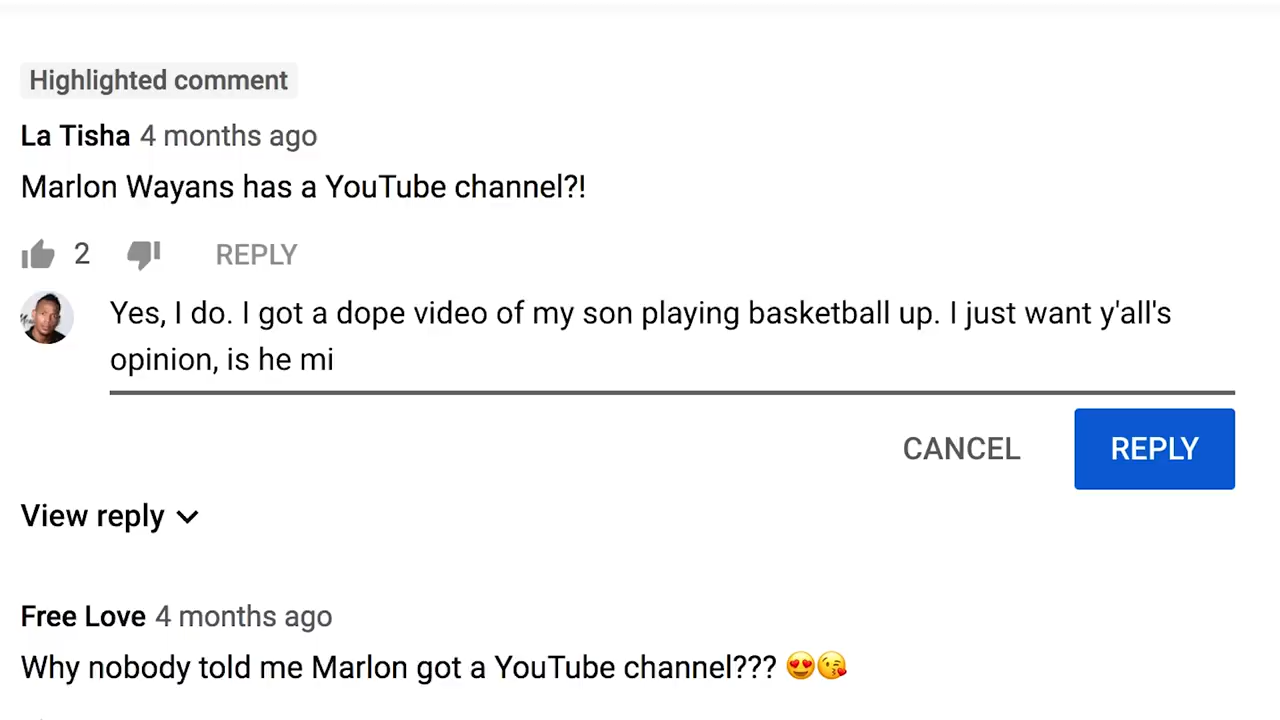 Highlighted comment
La Tisha 4 months ago
Marlon Wayans has a YouTube channel?!
2 REPLY
Yes, I do. I got a dope video of my son playing basketball up. I just want y'all's
opinion, is he mi
CANCEL REPLY
View reply
Free Love 4 months ago
Why nobody told me Marlon got a YouTube channel??? 😍😘